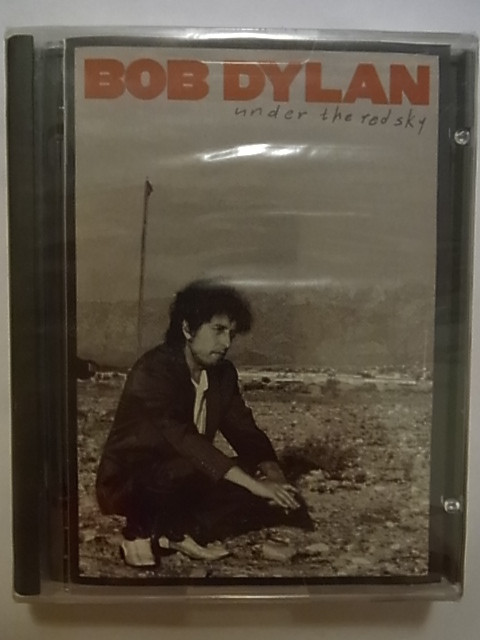 BOB DYLAN
under the red sky